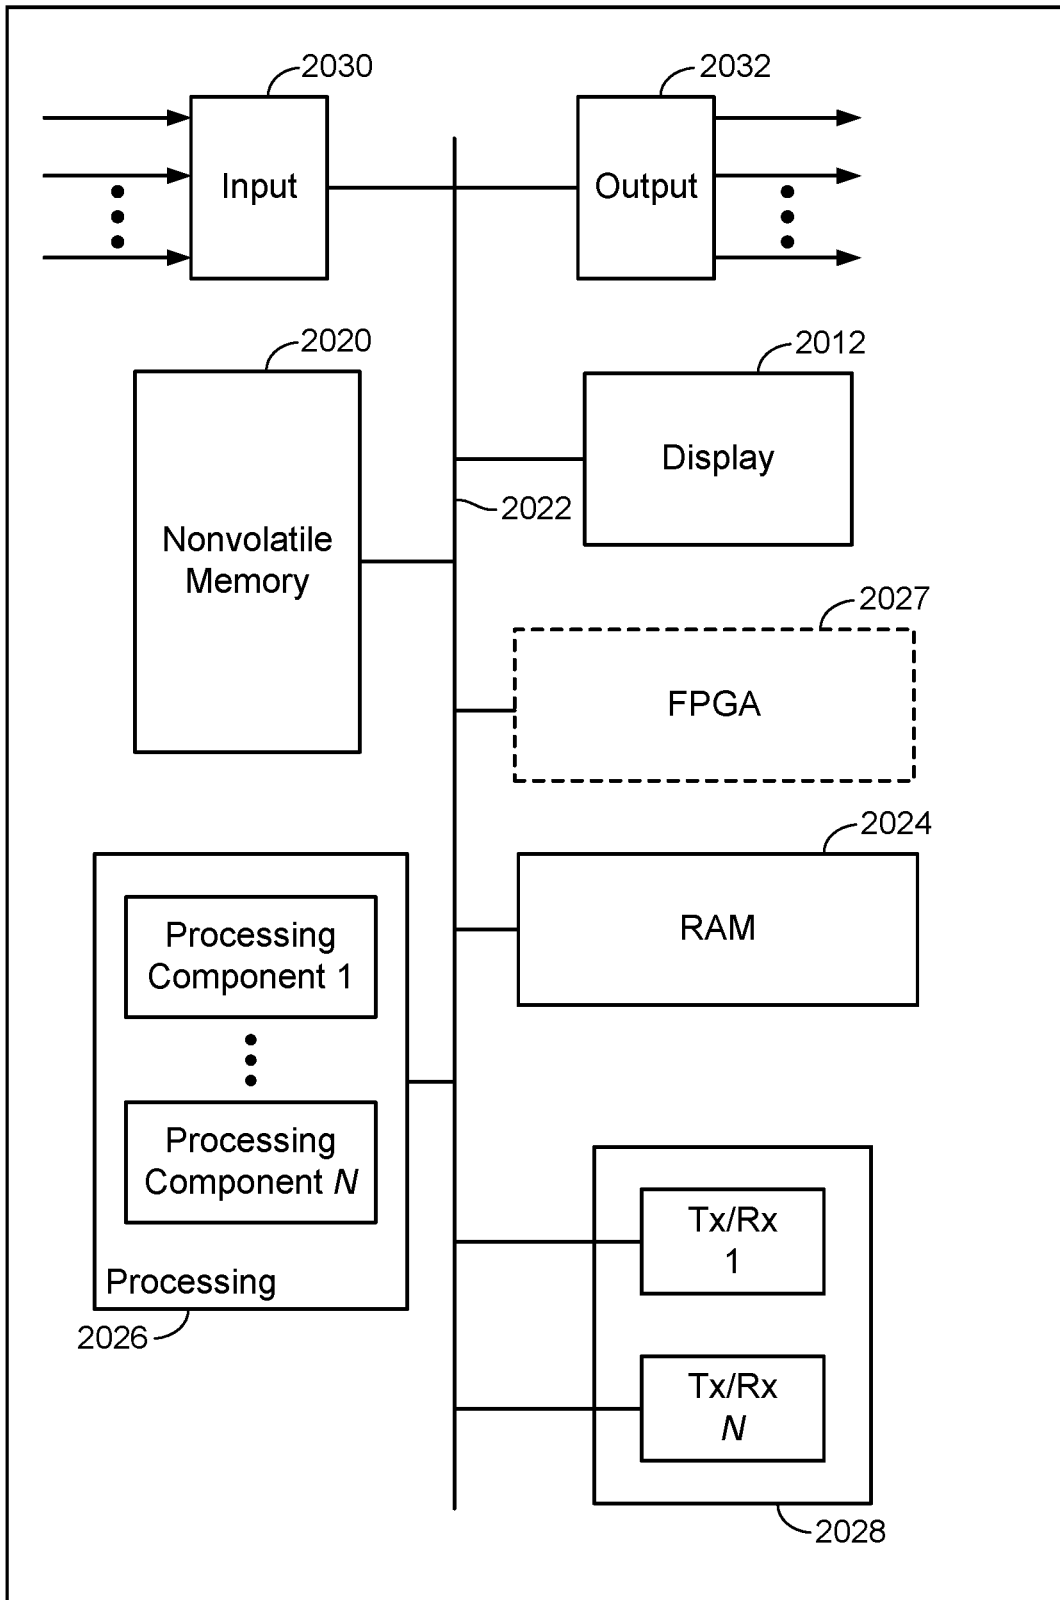 2030
2032
Input
Output
2020
2012
Display
2022
Nonvolatile
Memory
2027
FPGA
2024
RAM
Processing
Component 1
Processing
Component N
Processing
2026
Tx/Rx
1
Tx/Rx
N
2028